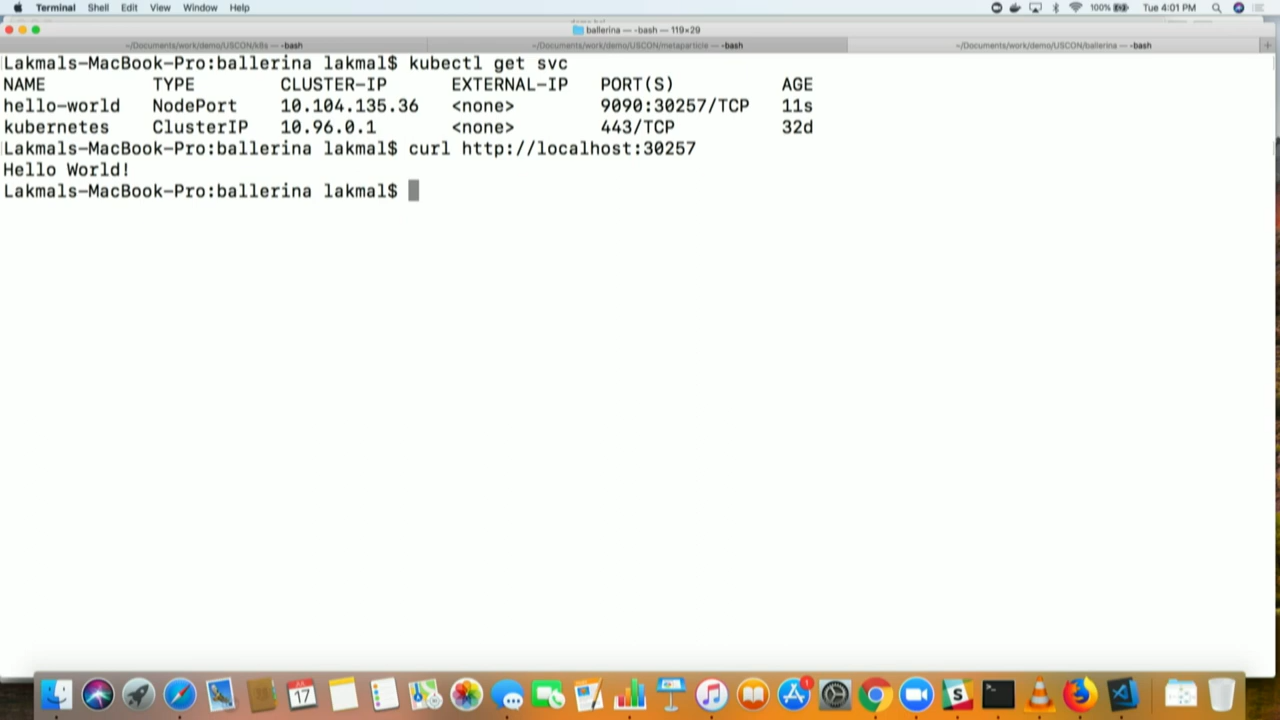 Terminal Shell Edit View Window Help 100% Tue 4:01 PM
ballerina — -bash — 119×29
~/Documents/work/demo/USCON/k8s — -bash ~/Documents/work/demo/USCON/metaparticle — -bash ~/Documents/work/demo/USCON/ballerina — -bash
Lakmals-MacBook-Pro:ballerina lakmal$ kubectl get svc
NAME TYPE CLUSTER-IP EXTERNAL-IP PORT(S) AGE
hello-world NodePort 10.104.135.36 <none> 9090:30257/TCP 11s
kubernetes ClusterIP 10.96.0.1 <none> 443/TCP 32d
Lakmals-MacBook-Pro:ballerina lakmal$ curl http://localhost:30257
Hello World!
Lakmals-MacBook-Pro:ballerina lakmal$
17
1